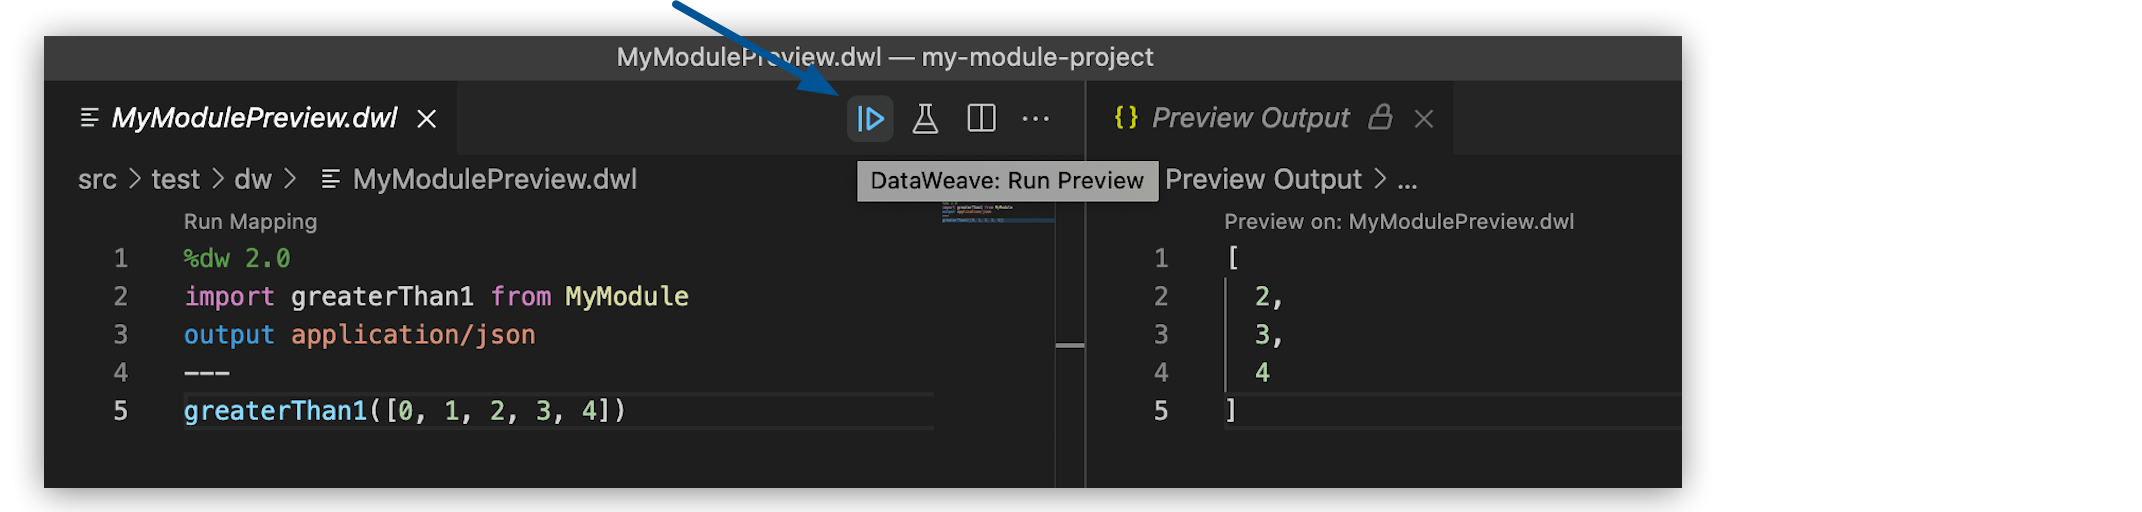 MyModulePreview.dwl — my-module-project
MyModulePreview.dwl
Preview Output
src > test > dw > MyModulePreview.dwl
DataWeave: Run Preview
Preview Output > ...
Run Mapping
1 %dw 2.0
2 import greaterThan1 from MyModule
3 output application/json
4 ---
5 greaterThan1([0, 1, 2, 3, 4])
Preview on: MyModulePreview.dwl
1 [
2 2,
3 3,
4 4
5 ]